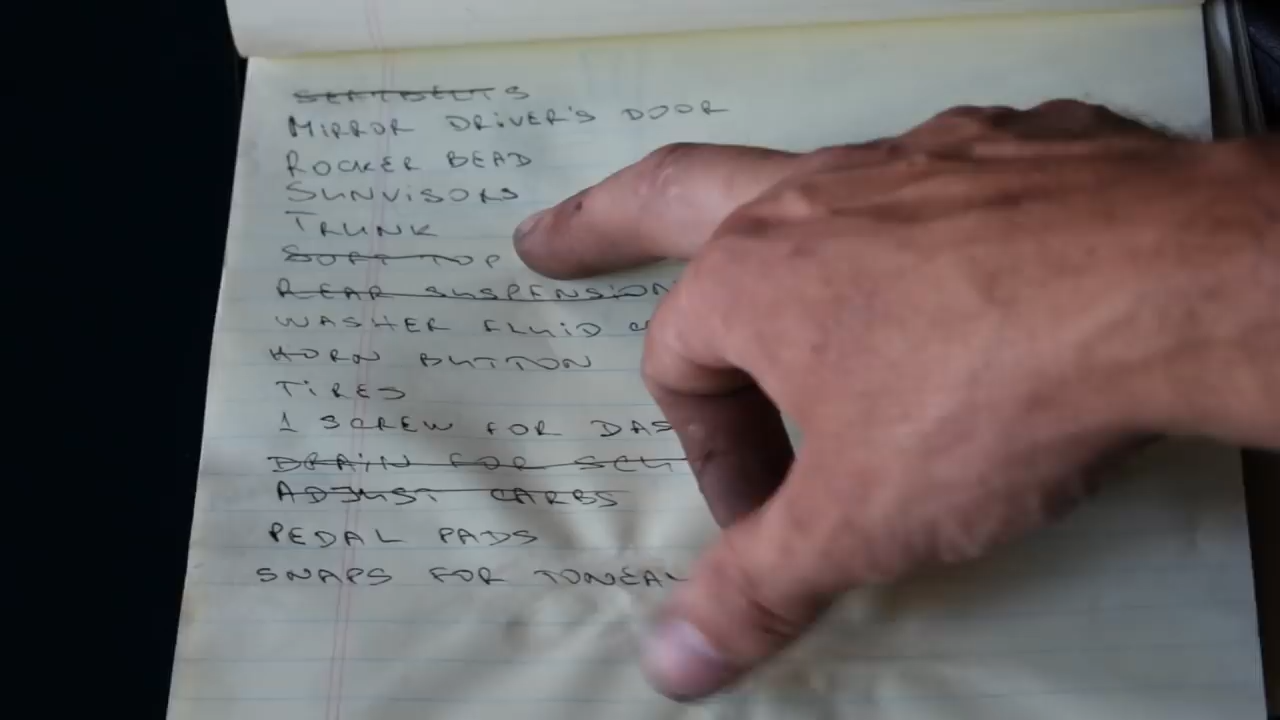 SEATBELTS
MIRROR DRIVER'S DOOR
ROCKER BEAD
SUNVISORS
TRUNK
SOFT TOP
REAR SUSPENSION
WASHER FLUID
HORN BUTTON
TIRES
1 SCREW FOR DAS
DRAIN FOR
ADJUST CARBS
PEDAL PADS
SNAPS FOR TONEAU